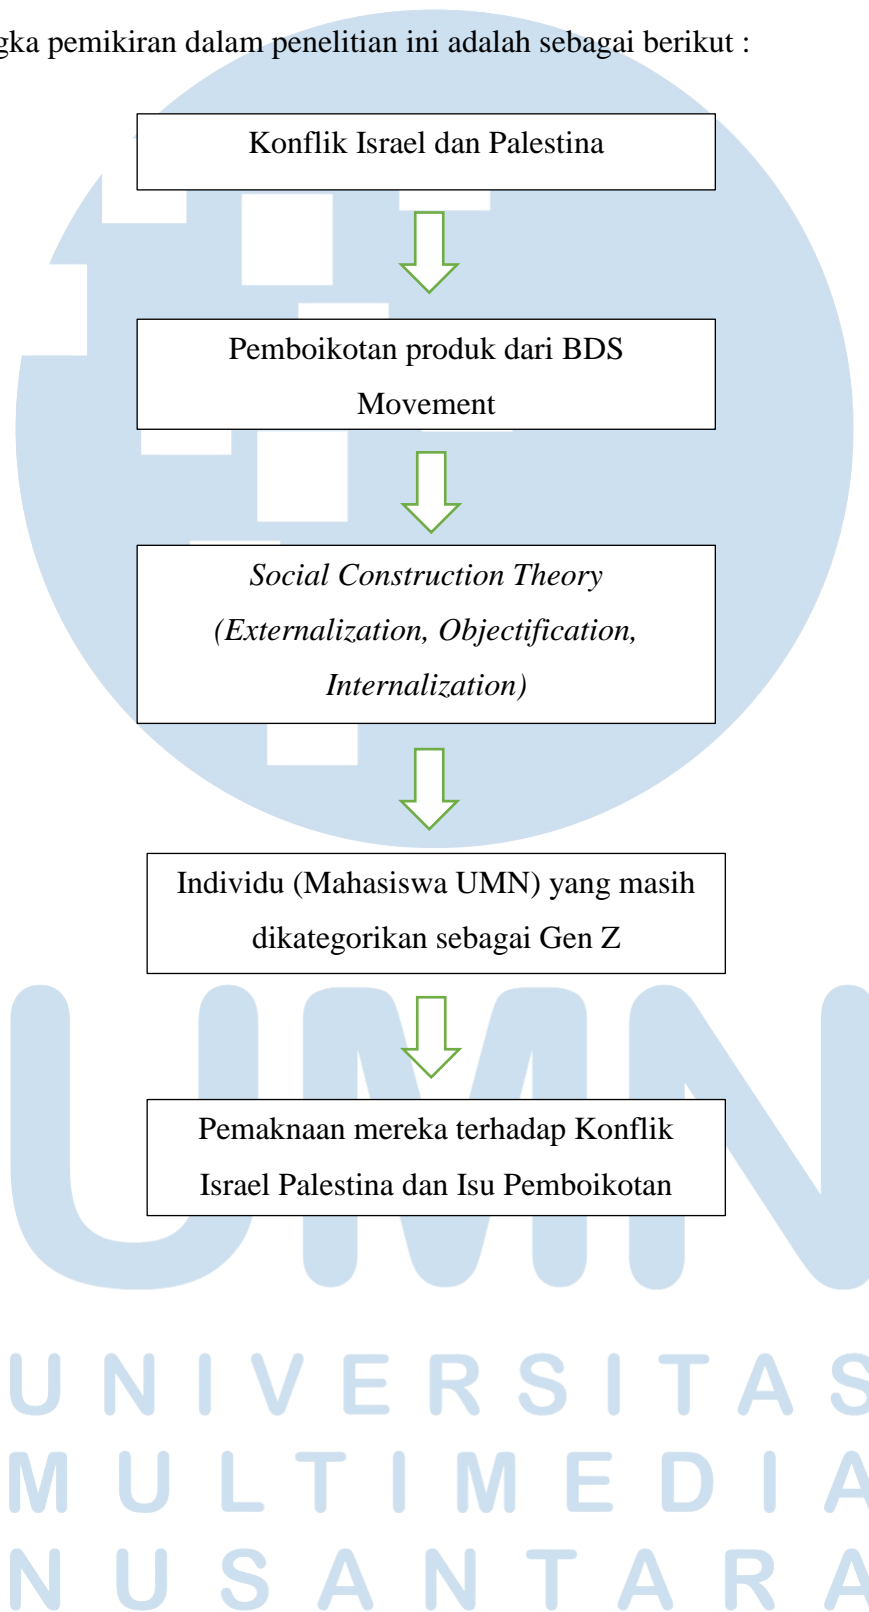 gka pemikiran dalam penelitian ini adalah sebagai berikut :
Konflik Israel dan Palestina
Pemboikotan produk dari BDS
Movement
Social Construction Theory
(Externalization, Objectification,
Internalization)
Individu (Mahasiswa UMN) yang masih
dikategorikan sebagai Gen Z
Pemaknaan mereka terhadap Konflik
Israel Palestina dan Isu Pemboikotan
UMN
UNIVERSITAS
MULTIMEDIA
NUSANTARA